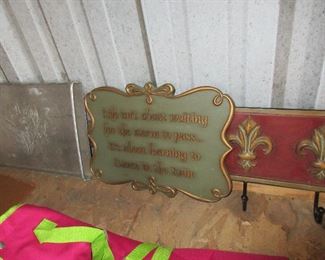 Life isn't about waiting
for the storm to pass...
It's about learning to
Dance in the Rain